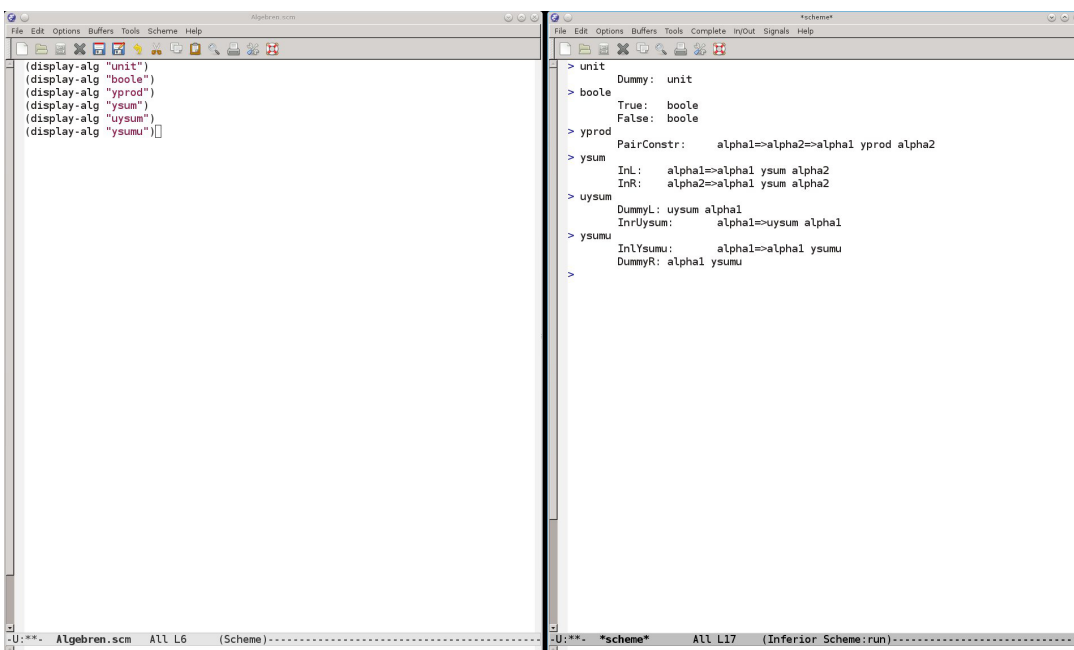 Algebren.scm
File Edit Options Buffers Tools Scheme Help
(display-alg "unit")
(display-alg "boole")
(display-alg "yprod")
(display-alg "ysum")
(display-alg "uysum")
(display-alg "ysumu")
-U:**- Algebren.scm All L6 (Scheme)--------------------------------------------
*scheme*
File Edit Options Buffers Tools Complete In/Out Signals Help
> unit
Dummy: unit
> boole
True: boole
False: boole
> yprod
PairConstr: alpha1=>alpha2=>alpha1 yprod alpha2
> ysum
InL: alpha1=>alpha1 ysum alpha2
InR: alpha2=>alpha1 ysum alpha2
> uysum
DummyL: uysum alpha1
InrUysum: alpha1=>uysum alpha1
> ysumu
InlYsumu: alpha1=>alpha1 ysumu
DummyR: alpha1 ysumu
>
-U:**- *scheme* All L17 (Inferior Scheme:run)-----------------------------